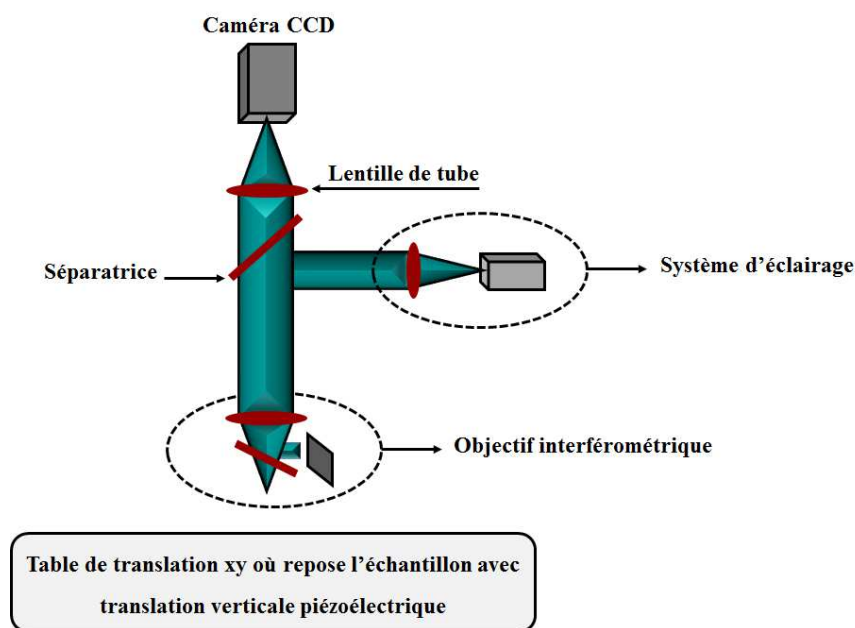 Caméra CCD
Lentille de tube
Séparatrice
Système d'éclairage
Objectif interférométrique
Table de translation xy où repose l'échantillon avec
translation verticale piézoélectrique